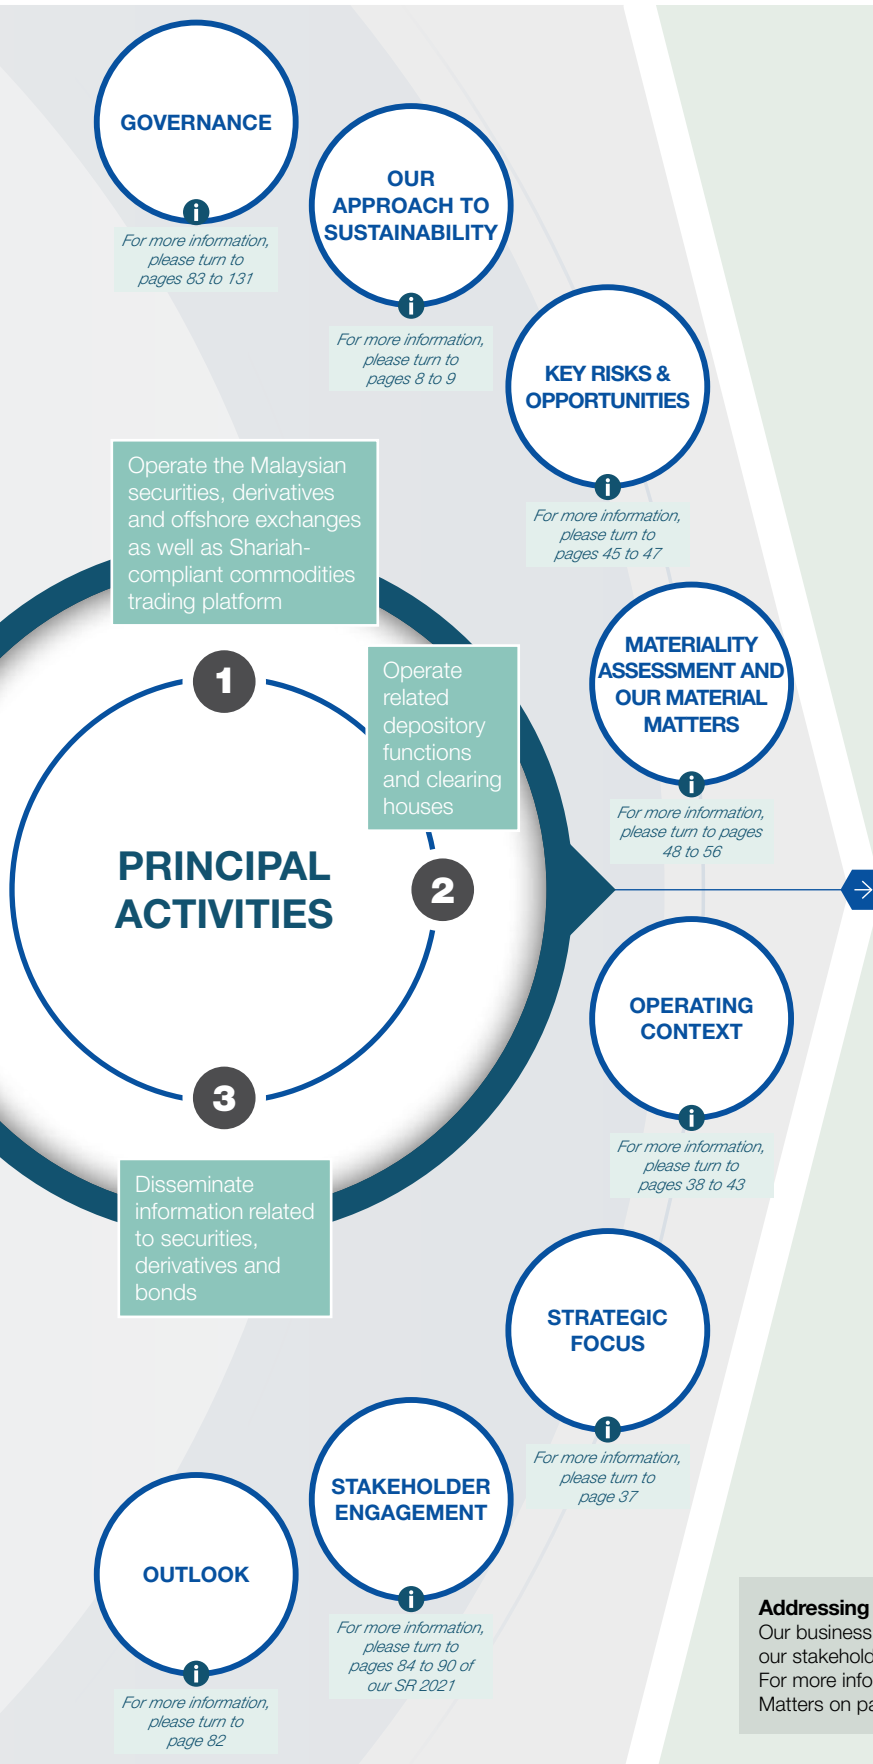 GOVERNANCE
For more information,
please turn to
pages 83 to 131
OUR
APPROACH TO
SUSTAINABILITY
For more information,
please turn to
pages 8 to 9
KEY RISKS &
OPPORTUNITIES
For more information,
please turn to
pages 45 to 47
Operate the Malaysian
securities, derivatives
and offshore exchanges
as well as Shariah-
compliant commodities
trading platform
1
Operate
related
depository
functions
and clearing
houses
2
PRINCIPAL
ACTIVITIES
3
Disseminate
information related
to securities,
derivatives and
bonds
MATERIALITY
ASSESSMENT AND
OUR MATERIAL
MATTERS
For more information,
please turn to pages
48 to 56
OPERATING
CONTEXT
For more information,
please turn to
pages 38 to 43
STRATEGIC
FOCUS
For more information,
please turn to
page 37
STAKEHOLDER
ENGAGEMENT
For more information,
please turn to
pages 84 to 90 of
our SR 2021
OUTLOOK
For more information,
please turn to
page 82
Addressing
Our business
our stakehold
For more info
Matters on pa